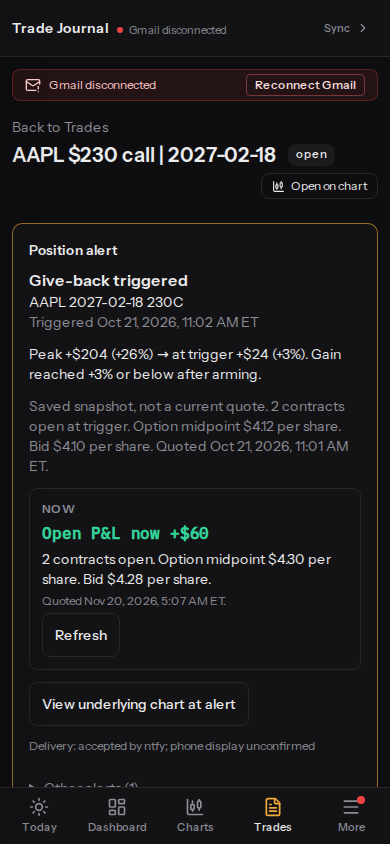 Trade Journal
Gmail disconnected
Sync
Gmail disconnected
Reconnect Gmail
Back to Trades
AAPL $230 call | 2027-02-18
open
Open on chart
Position alert
Give-back triggered
AAPL 2027-02-18 230C
Triggered Oct 21, 2026, 11:02 AM ET
Peak +$204 (+26%) → at trigger +$24 (+3%). Gain
reached +3% or below after arming.
Saved snapshot, not a current quote. 2 contracts
open at trigger. Option midpoint $4.12 per share.
Bid $4.10 per share. Quoted Oct 21, 2026, 11:01 AM
ET.
NOW
Open P&L now +$60
2 contracts open. Option midpoint $4.30 per
share. Bid $4.28 per share.
Quoted Nov 20, 2026, 5:07 AM ET.
Refresh
View underlying chart at alert
Delivery: accepted by ntfy; phone display unconfirmed
Other alerts (1)
Today
Dashboard
Charts
Trades
More